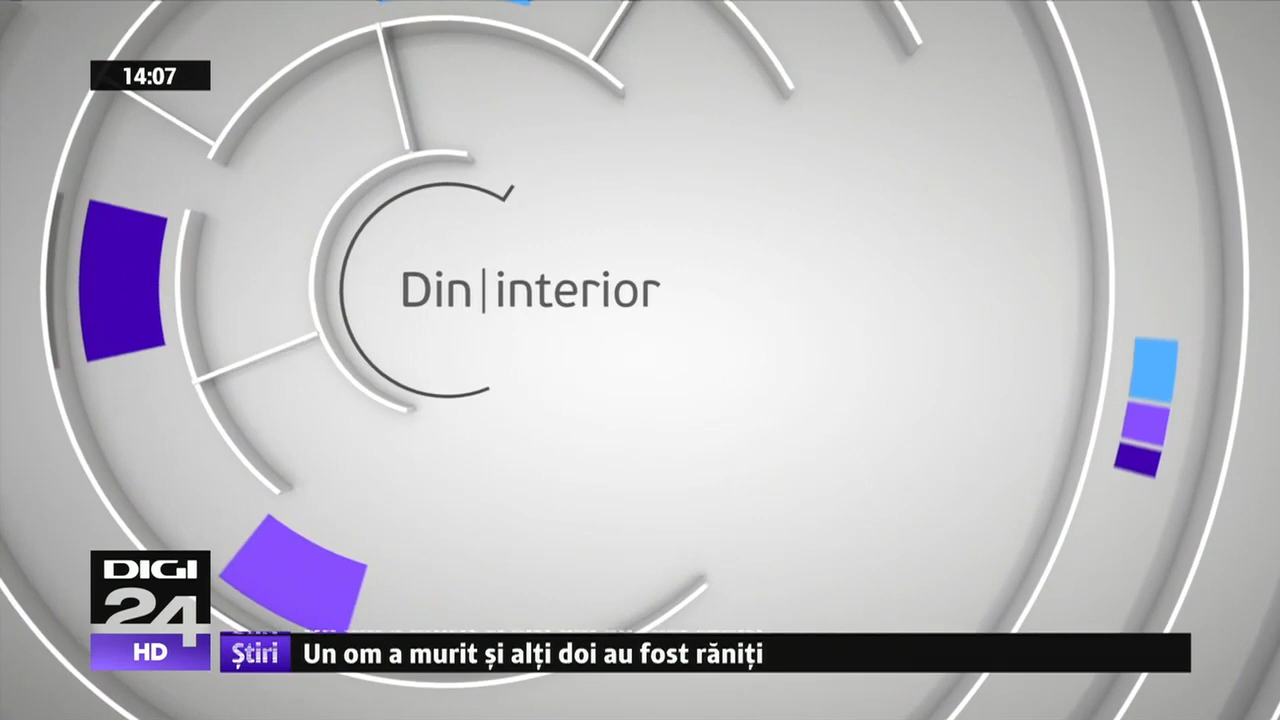 14:07
Din|interior
DIGI
24
HD
Știri
Un om a murit și alți doi au fost răniți